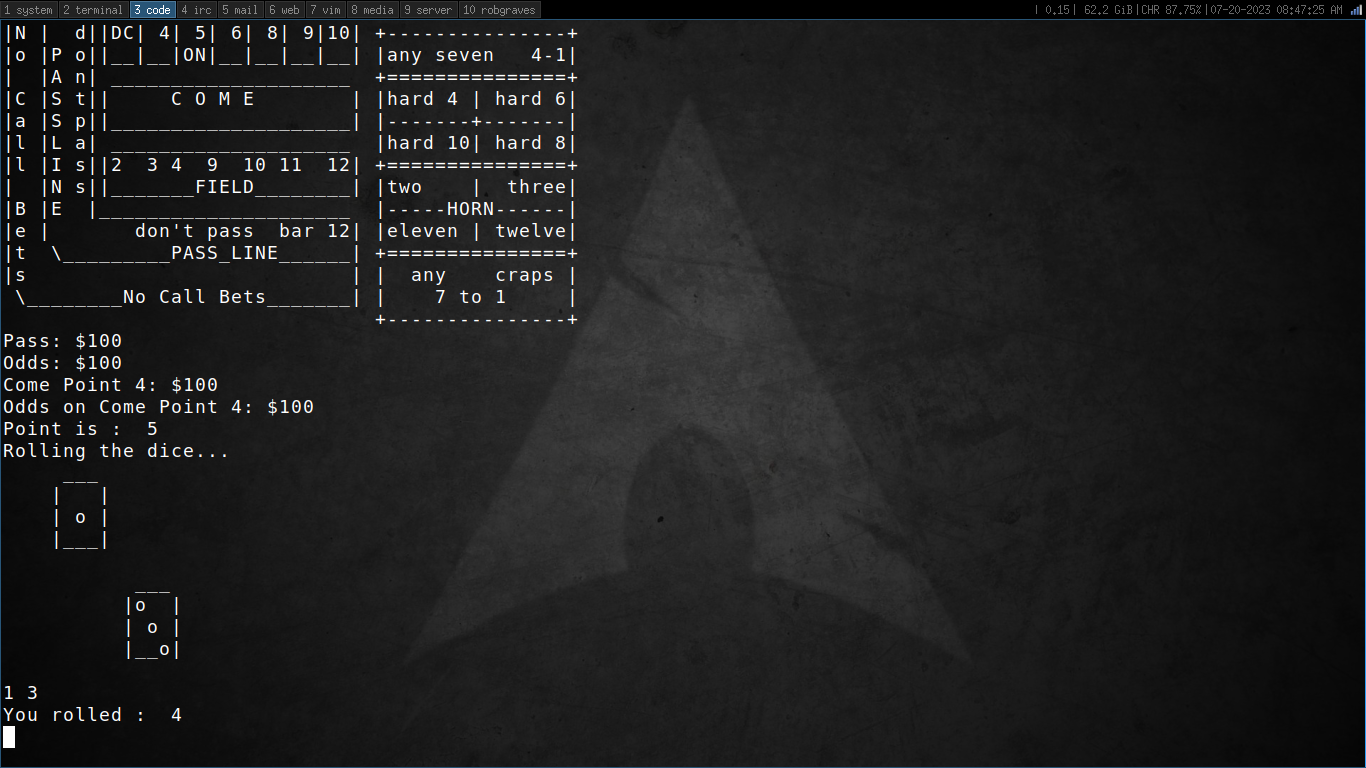 1 system 2 terminal 3 code 4 irc 5 mail 6 web 7 vim 8 media 9 server 10 robgraves | 0.15| 62.2 GiB|CHR 87.75%|07-20-2023 08:47:25 AM
|N |  d||DC| 4| 5| 6| 8| 9|10| +---------------+
|o |P o|__|__|ON|__|__|__|__| |any seven   4-1|
|  |A n| ____________________  +===============+
|C |S t||     C O M E        | |hard 4 | hard 6|
|a |S p||____________________| |-------+-------|
|l |L a| ____________________  |hard 10| hard 8|
|l |I s||2  3 4  9  10 11  12| +===============+
|  |N s||_______FIELD________| |two    |  three|
|B |E  |_____________________  |-----HORN------|
|e |       don't pass  bar 12| |eleven | twelve|
|t  \_________PASS_LINE______| +===============+
|s                           | |  any    craps |
 \________No Call Bets_______| |    7 to 1     |
                               +---------------+
Pass: $100
Odds: $100
Come Point 4: $100
Odds on Come Point 4: $100
Point is :  5
Rolling the dice...
     ___
    |   |
    | o |
    |___|
           ___
          |o  |
          | o |
          |__o|
1 3
You rolled :  4